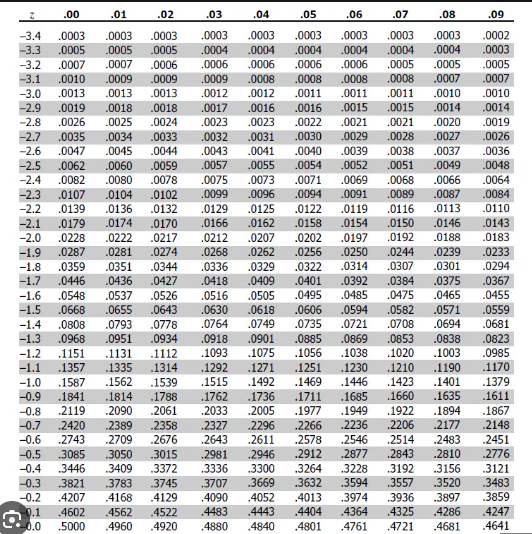 z .00 .01 .02 .03 .04 .05 .06 .07 .08 .09
−3.4 .0003 .0003 .0003 .0003 .0003 .0003 .0003 .0003 .0003 .0002
−3.3 .0005 .0005 .0005 .0004 .0004 .0004 .0004 .0004 .0004 .0003
−3.2 .0007 .0007 .0006 .0006 .0006 .0006 .0006 .0005 .0005 .0005
−3.1 .0010 .0009 .0009 .0009 .0008 .0008 .0008 .0008 .0007 .0007
−3.0 .0013 .0013 .0013 .0012 .0012 .0011 .0011 .0011 .0010 .0010
−2.9 .0019 .0018 .0018 .0017 .0016 .0016 .0015 .0015 .0014 .0014
−2.8 .0026 .0025 .0024 .0023 .0023 .0022 .0021 .0021 .0020 .0019
−2.7 .0035 .0034 .0033 .0032 .0031 .0030 .0029 .0028 .0027 .0026
−2.6 .0047 .0045 .0044 .0043 .0041 .0040 .0039 .0038 .0037 .0036
−2.5 .0062 .0060 .0059 .0057 .0055 .0054 .0052 .0051 .0049 .0048
−2.4 .0082 .0080 .0078 .0075 .0073 .0071 .0069 .0068 .0066 .0064
−2.3 .0107 .0104 .0102 .0099 .0096 .0094 .0091 .0089 .0087 .0084
−2.2 .0139 .0136 .0132 .0129 .0125 .0122 .0119 .0116 .0113 .0110
−2.1 .0179 .0174 .0170 .0166 .0162 .0158 .0154 .0150 .0146 .0143
−2.0 .0228 .0222 .0217 .0212 .0207 .0202 .0197 .0192 .0188 .0183
−1.9 .0287 .0281 .0274 .0268 .0262 .0256 .0250 .0244 .0239 .0233
−1.8 .0359 .0351 .0344 .0336 .0329 .0322 .0314 .0307 .0301 .0294
−1.7 .0446 .0436 .0427 .0418 .0409 .0401 .0392 .0384 .0375 .0367
−1.6 .0548 .0537 .0526 .0516 .0505 .0495 .0485 .0475 .0465 .0455
−1.5 .0668 .0655 .0643 .0630 .0618 .0606 .0594 .0582 .0571 .0559
−1.4 .0808 .0793 .0778 .0764 .0749 .0735 .0721 .0708 .0694 .0681
−1.3 .0968 .0951 .0934 .0918 .0901 .0885 .0869 .0853 .0838 .0823
−1.2 .1151 .1131 .1112 .1093 .1075 .1056 .1038 .1020 .1003 .0985
−1.1 .1357 .1335 .1314 .1292 .1271 .1251 .1230 .1210 .1190 .1170
−1.0 .1587 .1562 .1539 .1515 .1492 .1469 .1446 .1423 .1401 .1379
−0.9 .1841 .1814 .1788 .1762 .1736 .1711 .1685 .1660 .1635 .1611
−0.8 .2119 .2090 .2061 .2033 .2005 .1977 .1949 .1922 .1894 .1867
−0.7 .2420 .2389 .2358 .2327 .2296 .2266 .2236 .2206 .2177 .2148
−0.6 .2743 .2709 .2676 .2643 .2611 .2578 .2546 .2514 .2483 .2451
−0.5 .3085 .3050 .3015 .2981 .2946 .2912 .2877 .2843 .2810 .2776
−0.4 .3446 .3409 .3372 .3336 .3300 .3264 .3228 .3192 .3156 .3121
−0.3 .3821 .3783 .3745 .3707 .3669 .3632 .3594 .3557 .3520 .3483
−0.2 .4207 .4168 .4129 .4090 .4052 .4013 .3974 .3936 .3897 .3859
0.1 .4602 .4562 .4522 .4483 .4443 .4404 .4364 .4325 .4286 .4247
0.0 .5000 .4960 .4920 .4880 .4840 .4801 .4761 .4721 .4681 .4641